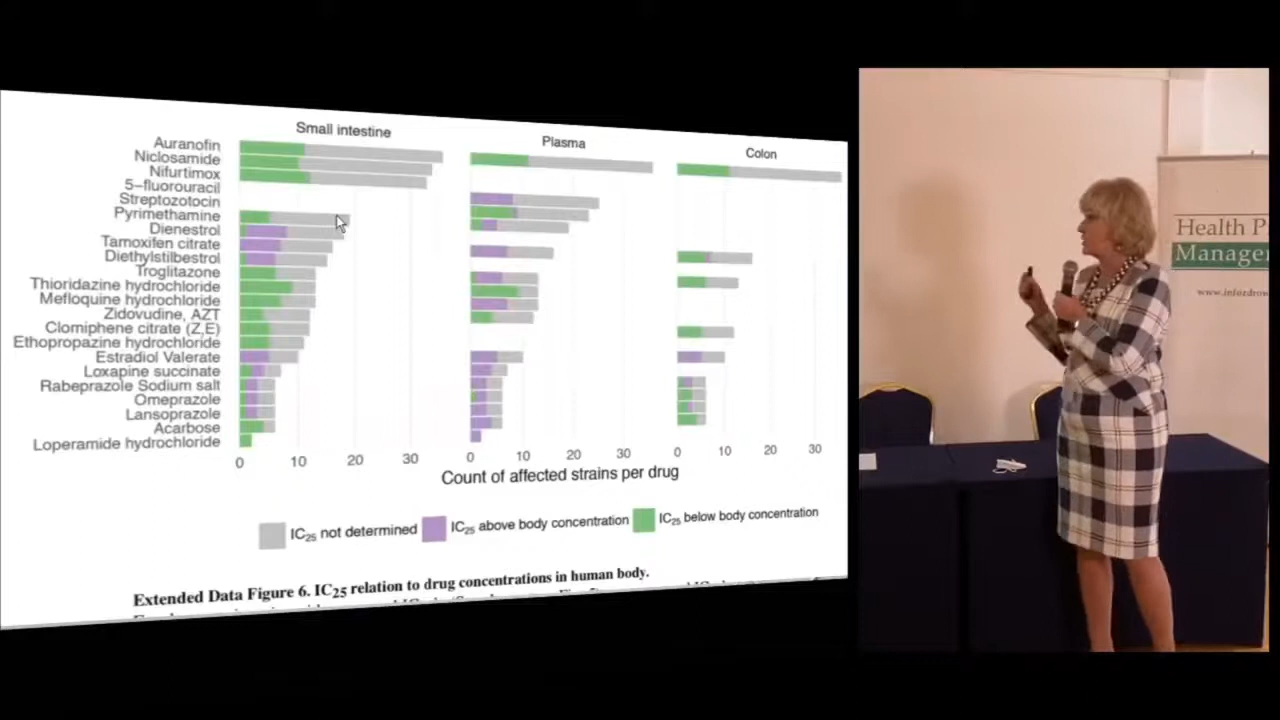 Small intestine
Plasma
Colon
Auranofin
Niclosamide
Nifurtimox
5-fluorouracil
Streptozotocin
Pyrimethamine
Dienestrol
Tamoxifen citrate
Diethylstilbestrol
Troglitazone
Thioridazine hydrochloride
Mefloquine hydrochloride
Zidovudine, AZT
Clomiphene citrate (Z,E)
Ethopropazine hydrochloride
Estradiol Valerate
Loxapine succinate
Rabeprazole Sodium salt
Omeprazole
Lansoprazole
Acarbose
Loperamide hydrochloride
0 10 20 30 0 10 20 30 0 10 20 30
Count of affected strains per drug
IC25 not determined IC25 above body concentration IC25 below body concentration
Extended Data Figure 6. IC25 relation to drug concentrations in human body.
Health P
Manager
www.infozdrow